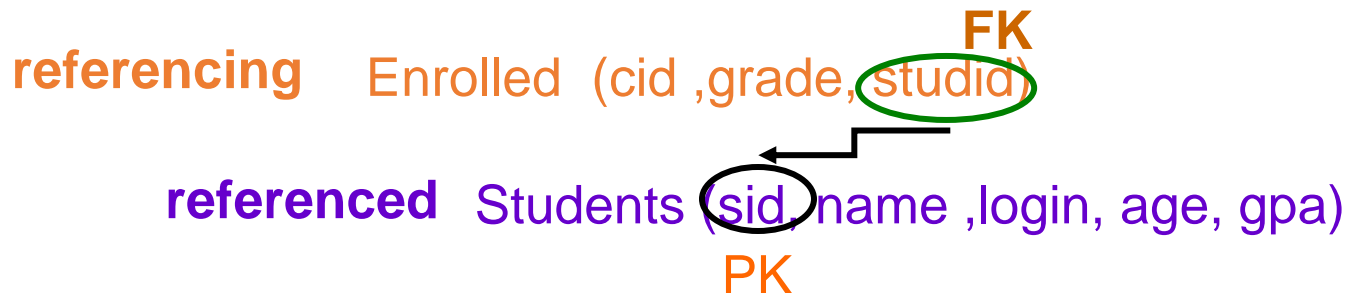 FK
referencing Enrolled (cid ,grade, studid)
referenced Students (sid, name ,login, age, gpa)
PK